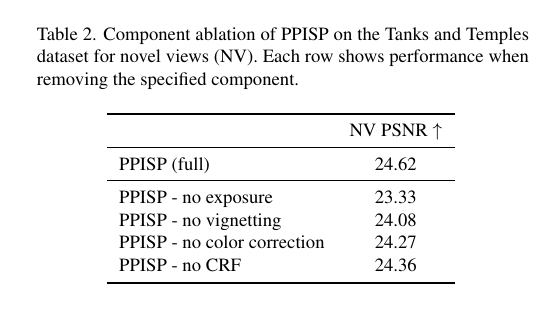 Table 2. Component ablation of PPISP on the Tanks and Temples
dataset for novel views (NV). Each row shows performance when
removing the specified component.
NV PSNR ↑
PPISP (full) 24.62
PPISP - no exposure 23.33
PPISP - no vignetting 24.08
PPISP - no color correction 24.27
PPISP - no CRF 24.36